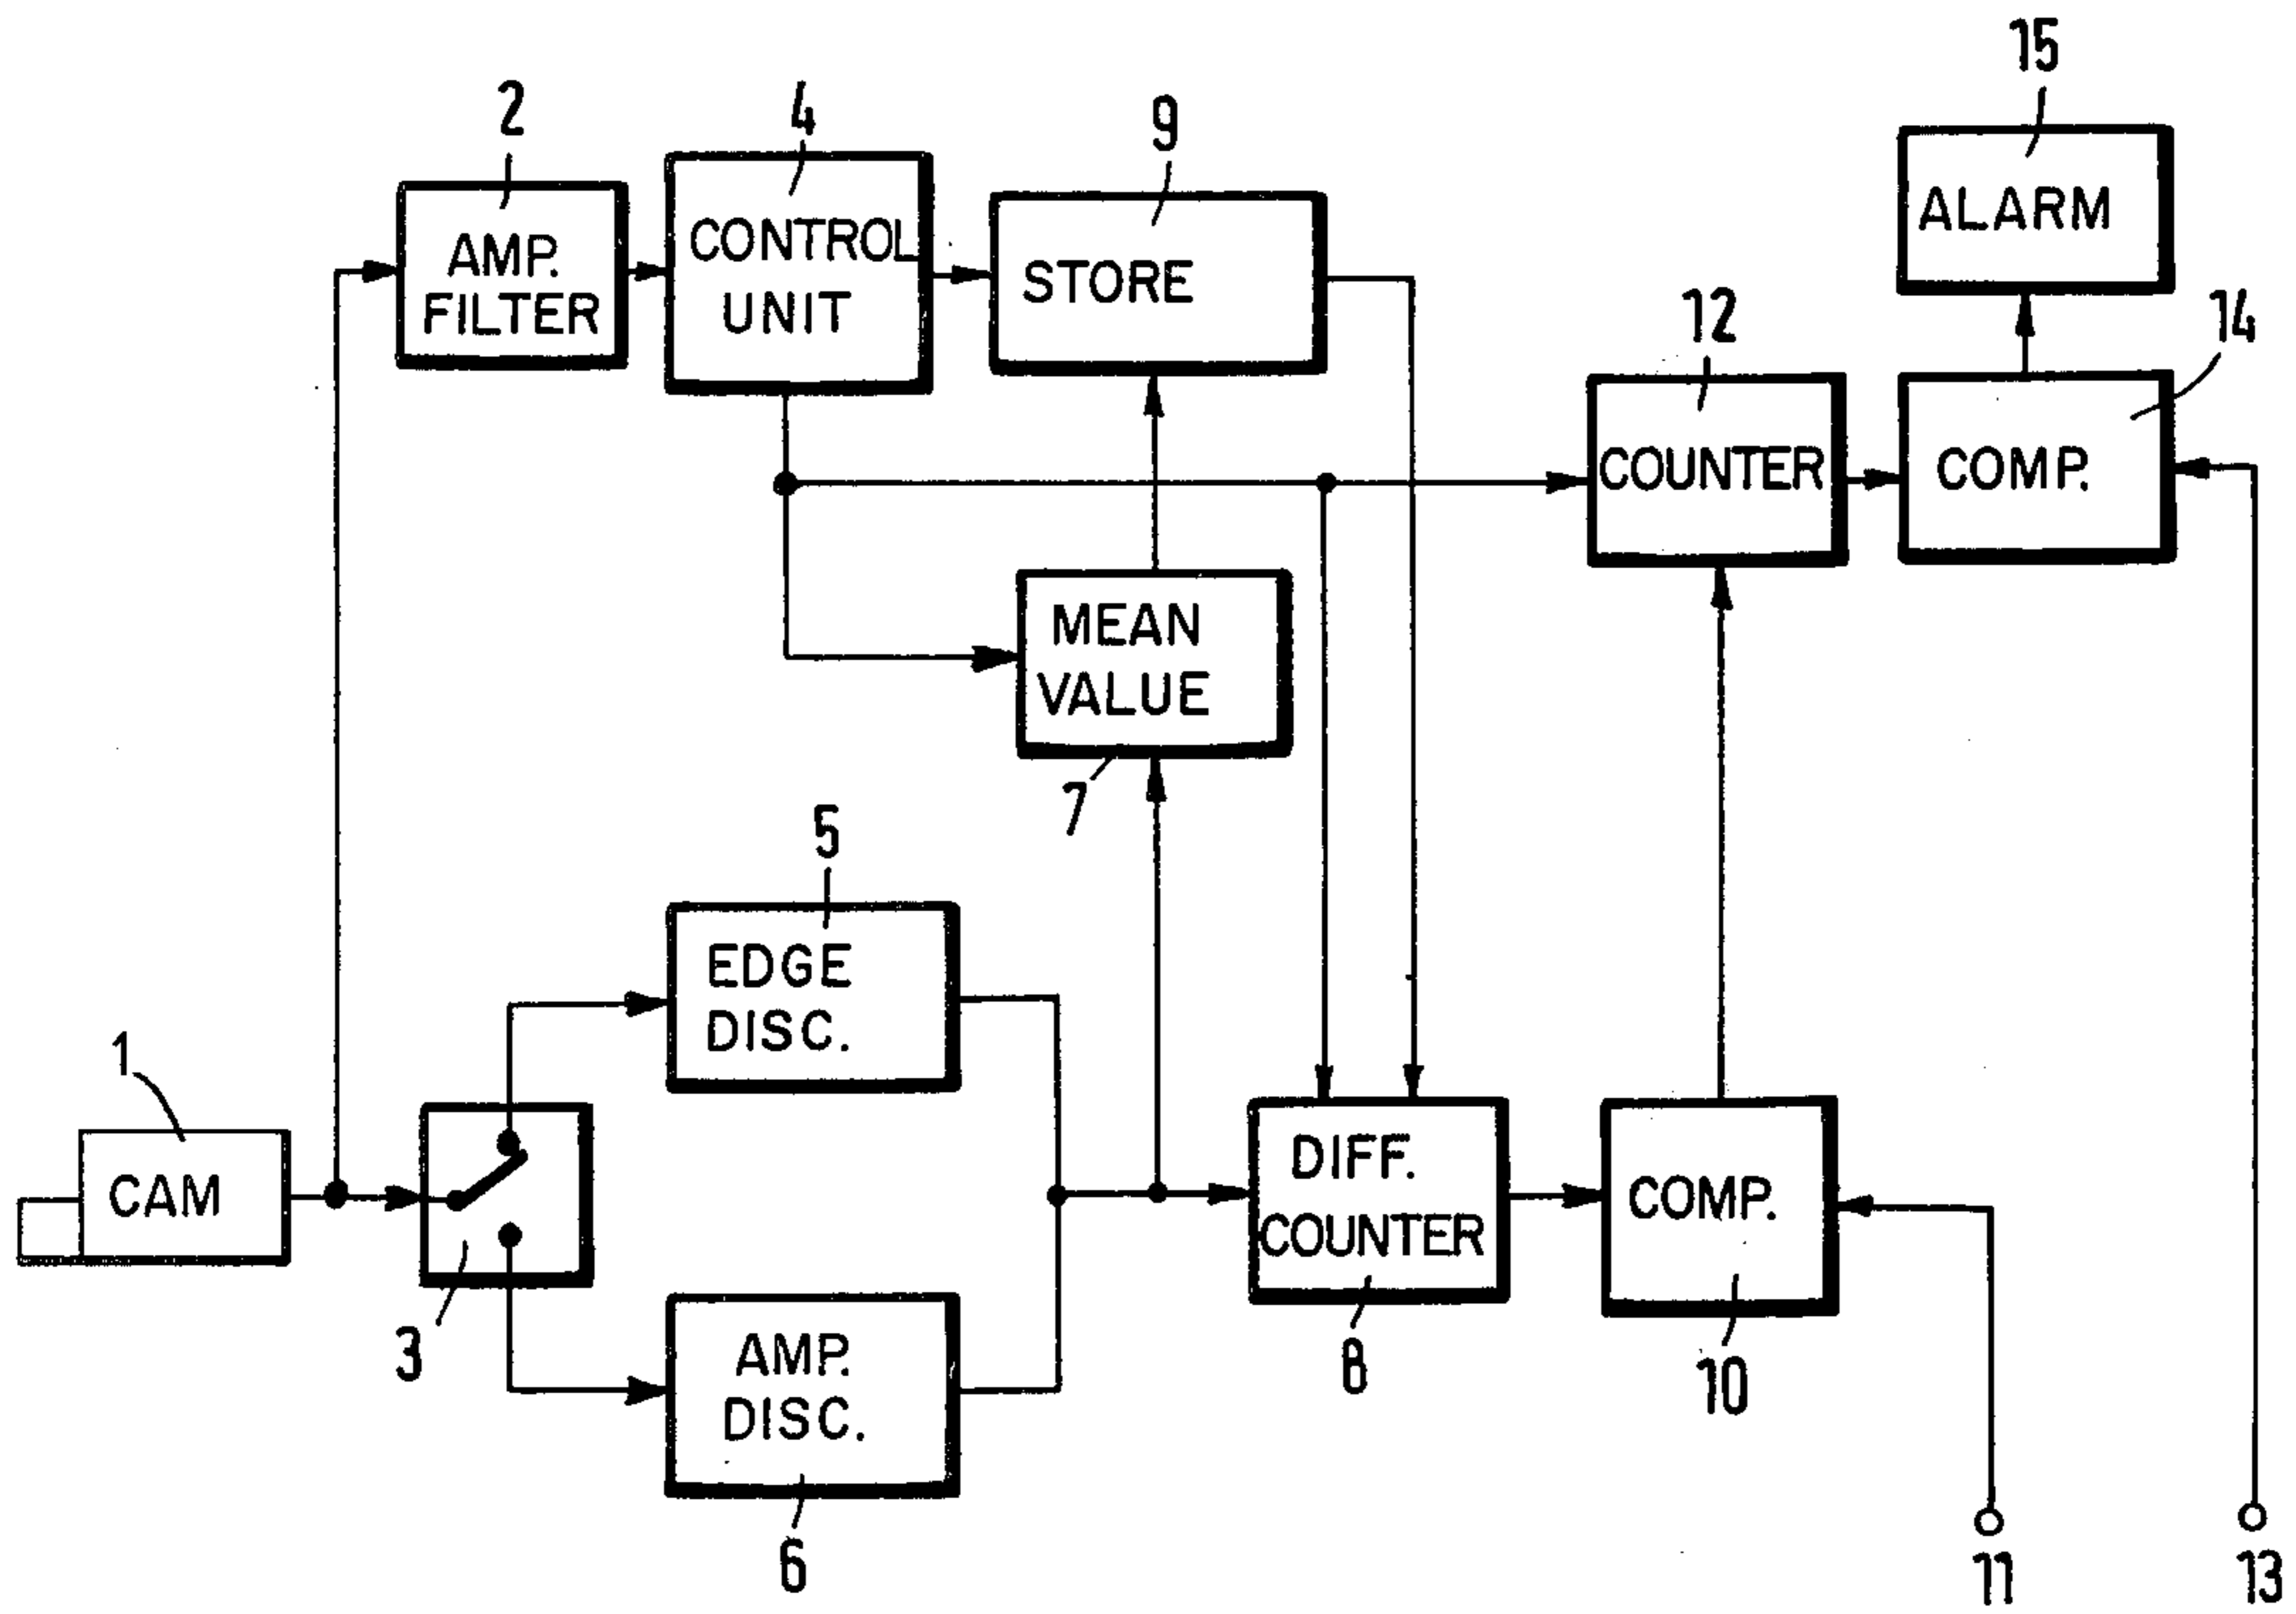 15
2
4
9
ALARM
AMP.
FILTER
CONTROL
UNIT
STORE
12
14
COUNTER
COMP.
MEAN
VALUE
7
5
EDGE
DISC.
1
CAM
3
DIFF.
COUNTER
8
COMP.
10
AMP.
DISC.
6
11
13